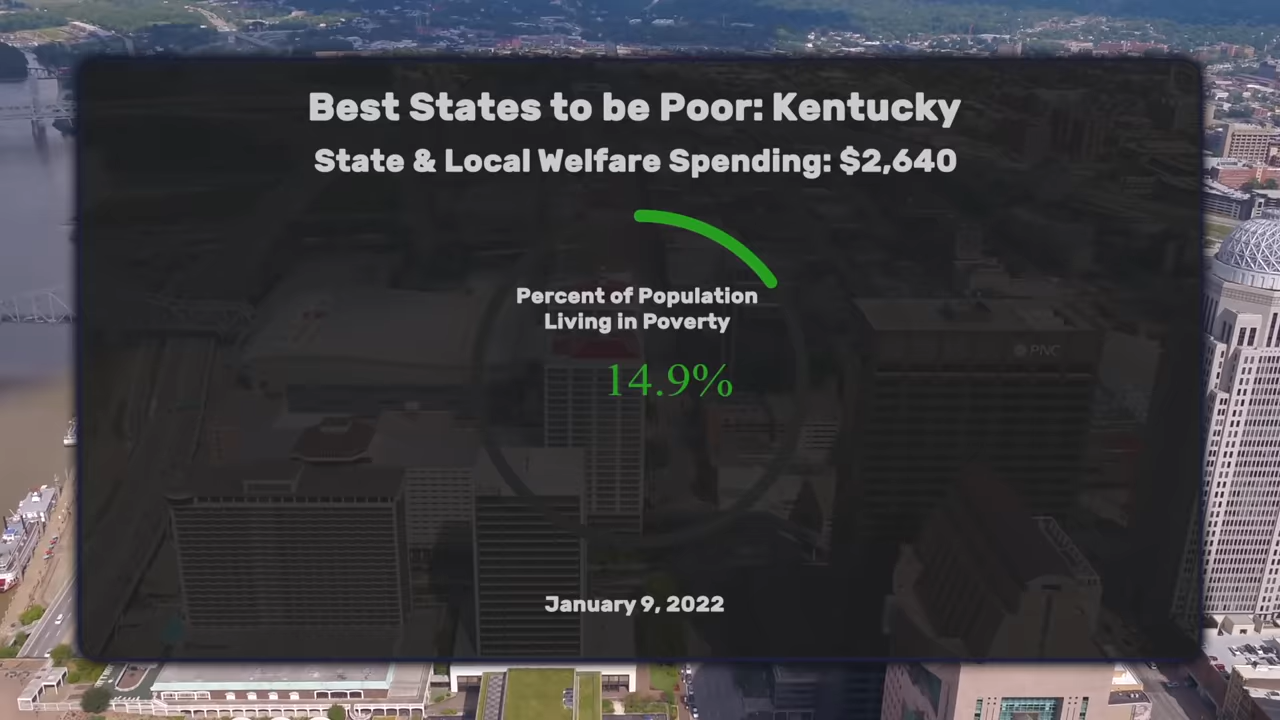 Best States to be Poor: Kentucky
State & Local Welfare Spending: $2,640
Percent of Population
Living in Poverty
14.9%
PNC
January 9, 2022